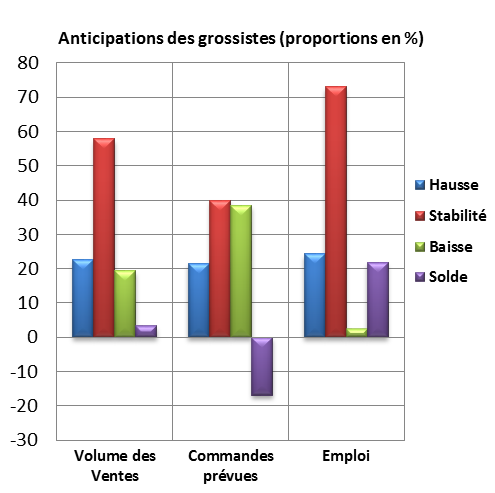 Anticipations des grossistes (proportions en %)
80
70
60
50
40
30
20
10
0
-10
-20
-30
Hausse
Stabilité
Baisse
Solde
Volume des
Ventes
Commandes
prévues
Emploi